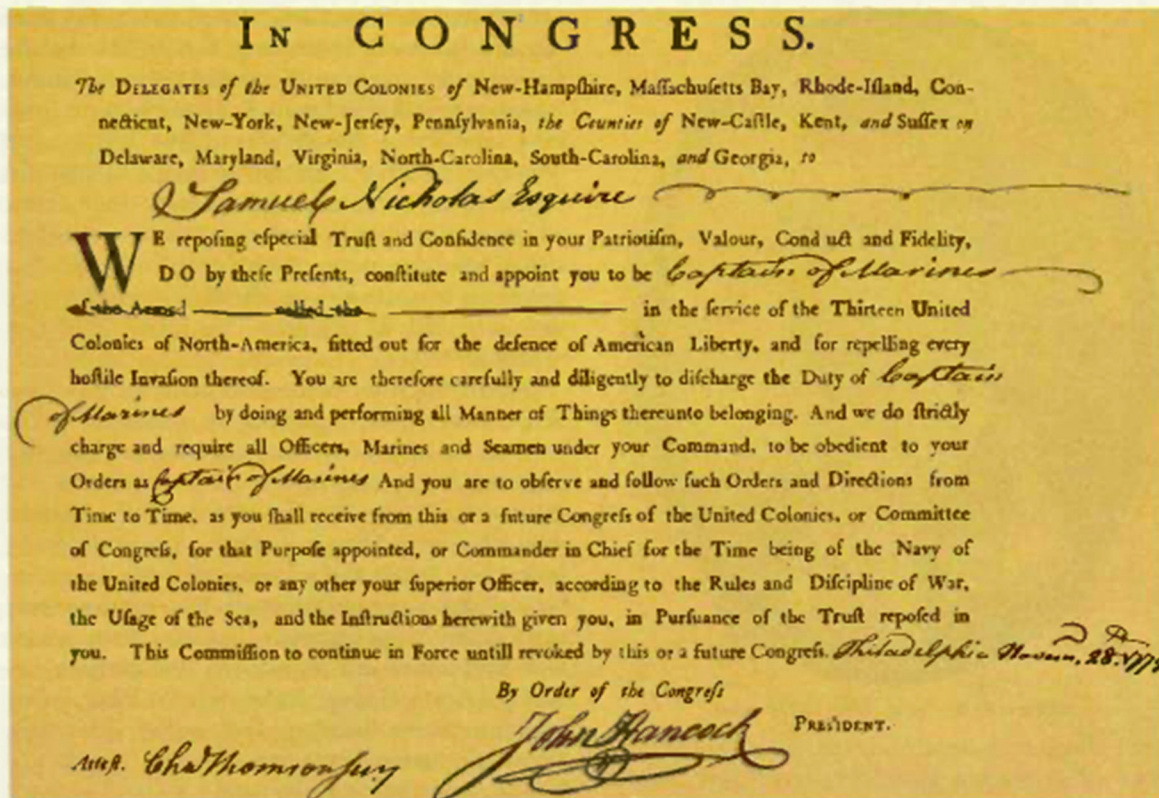 IN CONGRESS.
The DELEGATES of the UNITED COLONIES of New-Hampſhire, Maſſachuſetts Bay, Rhode-Iſland, Con-
necticut, New-York, New-Jerſey, Pennſylvania, the Counties of New-Caſtle, Kent, and Suſſex on
Delaware, Maryland, Virginia, North-Carolina, South-Carolina, and Georgia, to
Samuel Nicholas Esquire
WE repoſing eſpecial Truſt and Confidence in your Patriotiſm, Valour, Conduct and Fidelity,
DO by theſe Preſents, conſtitute and appoint you to be Captain of Marines
of the Armed called the in the ſervice of the Thirteen United
Colonies of North-America, fitted out for the defence of American Liberty, and for repelling every
hoſtile Invaſion thereof. You are therefore carefully and diligently to diſcharge the Duty of Captain
of Marines by doing and performing all Manner of Things thereunto belonging. And we do ſtrictly
charge and require all Officers, Marines and Seamen under your Command, to be obedient to your
Orders as Captain of Marines And you are to obſerve and follow ſuch Orders and Directions from
Time to Time, as you ſhall receive from this or a future Congreſs of the United Colonies, or Committee
of Congreſs, for that Purpoſe appointed, or Commander in Chief for the Time being of the Navy of
the United Colonies, or any other your ſuperior Officer, according to the Rules and Diſcipline of War,
the Uſage of the Sea, and the Inſtructions herewith given you, in Purſuance of the Truſt repoſed in
you. This Commiſſion to continue in Force untill revoked by this or a future Congreſs. Philadelphia Novem. 28th 1775
By Order of the Congreſs
John Hancock PRESIDENT.
Atteſt. Cha Thomson Secy